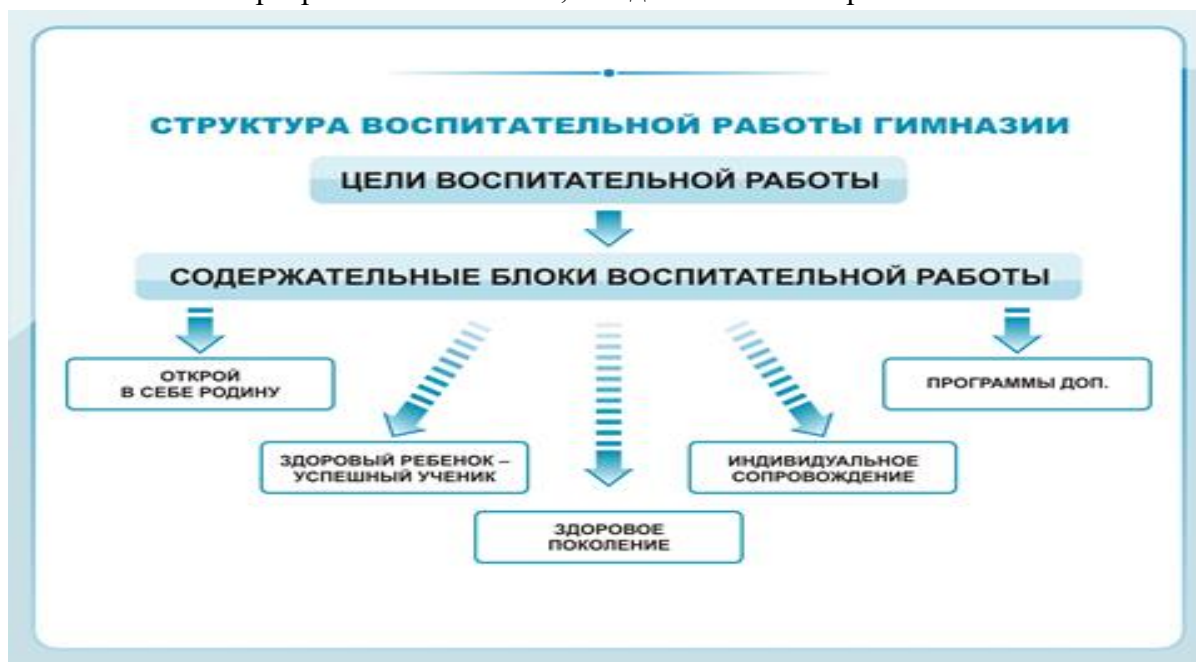 СТРУКТУРА ВОСПИТАТЕЛЬНОЙ РАБОТЫ ГИМНАЗИИ
ЦЕЛИ ВОСПИТАТЕЛЬНОЙ РАБОТЫ
СОДЕРЖАТЕЛЬНЫЕ БЛОКИ ВОСПИТАТЕЛЬНОЙ РАБОТЫ
ОТКРОЙ
В СЕБЕ РОДИНУ
ПРОГРАММЫ ДОП.
ЗДОРОВЫЙ РЕБЕНОК –
УСПЕШНЫЙ УЧЕНИК
ИНДИВИДУАЛЬНОЕ
СОПРОВОЖДЕНИЕ
ЗДОРОВОЕ
ПОКОЛЕНИЕ